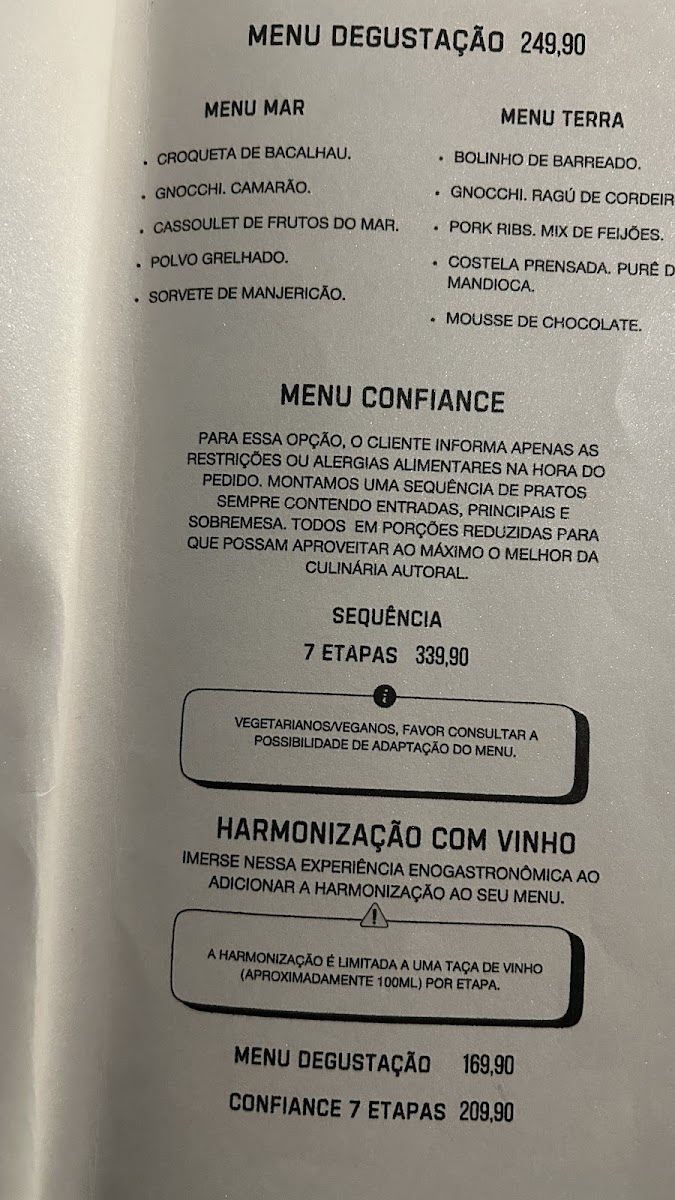 MENU DEGUSTAÇÃO 249,90
MENU MAR
• CROQUETA DE BACALHAU.
• GNOCCHI. CAMARÃO.
• CASSOULET DE FRUTOS DO MAR.
• POLVO GRELHADO.
• SORVETE DE MANJERICÃO.
MENU TERRA
• BOLINHO DE BARREADO.
• GNOCCHI. RAGÚ DE CORDEIR
• PORK RIBS. MIX DE FEIJÕES.
• COSTELA PRENSADA. PURÊ D
MANDIOCA.
• MOUSSE DE CHOCOLATE.
MENU CONFIANCE
PARA ESSA OPÇÃO, O CLIENTE INFORMA APENAS AS
RESTRIÇÕES OU ALERGIAS ALIMENTARES NA HORA DO
PEDIDO. MONTAMOS UMA SEQUÊNCIA DE PRATOS
SEMPRE CONTENDO ENTRADAS, PRINCIPAIS E
SOBREMESA. TODOS EM PORÇÕES REDUZIDAS PARA
QUE POSSAM APROVEITAR AO MÁXIMO O MELHOR DA
CULINÁRIA AUTORAL.
SEQUÊNCIA
7 ETAPAS 339,90
i
VEGETARIANOS/VEGANOS, FAVOR CONSULTAR A
POSSIBILIDADE DE ADAPTAÇÃO DO MENU.
HARMONIZAÇÃO COM VINHO
IMERSE NESSA EXPERIÊNCIA ENOGASTRONÔMICA AO
ADICIONAR A HARMONIZAÇÃO AO SEU MENU.
!
A HARMONIZAÇÃO É LIMITADA A UMA TAÇA DE VINHO
(APROXIMADAMENTE 100ML) POR ETAPA.
MENU DEGUSTAÇÃO 169,90
CONFIANCE 7 ETAPAS 209,90